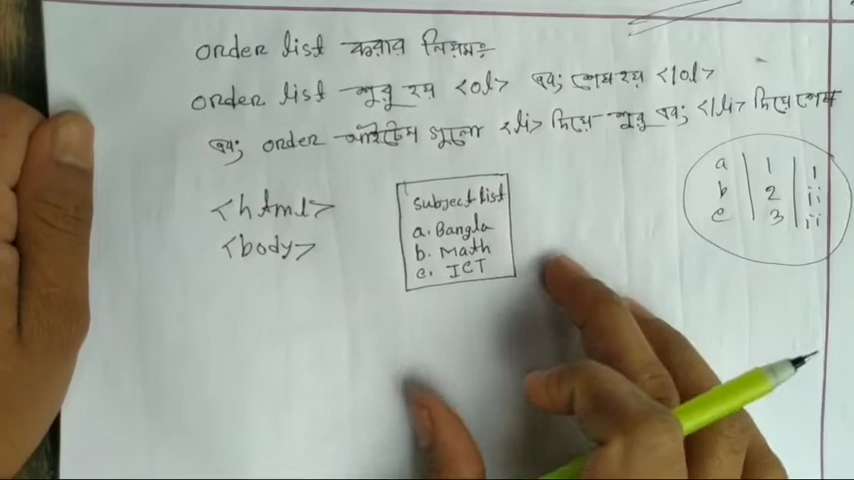 order list করার নিয়মঃ
order list শুরু হয় <ol> এবং শেষ হয় </ol>
এবং order আইটেম গুলো <li> দিয়ে শুরু এবং </li> দিয়ে শেষ
<html>
<body>
Subject list
a. Bangla
b. Math
c. ICT
a | 1 | i
b | 2 | ii
c | 3 | iii